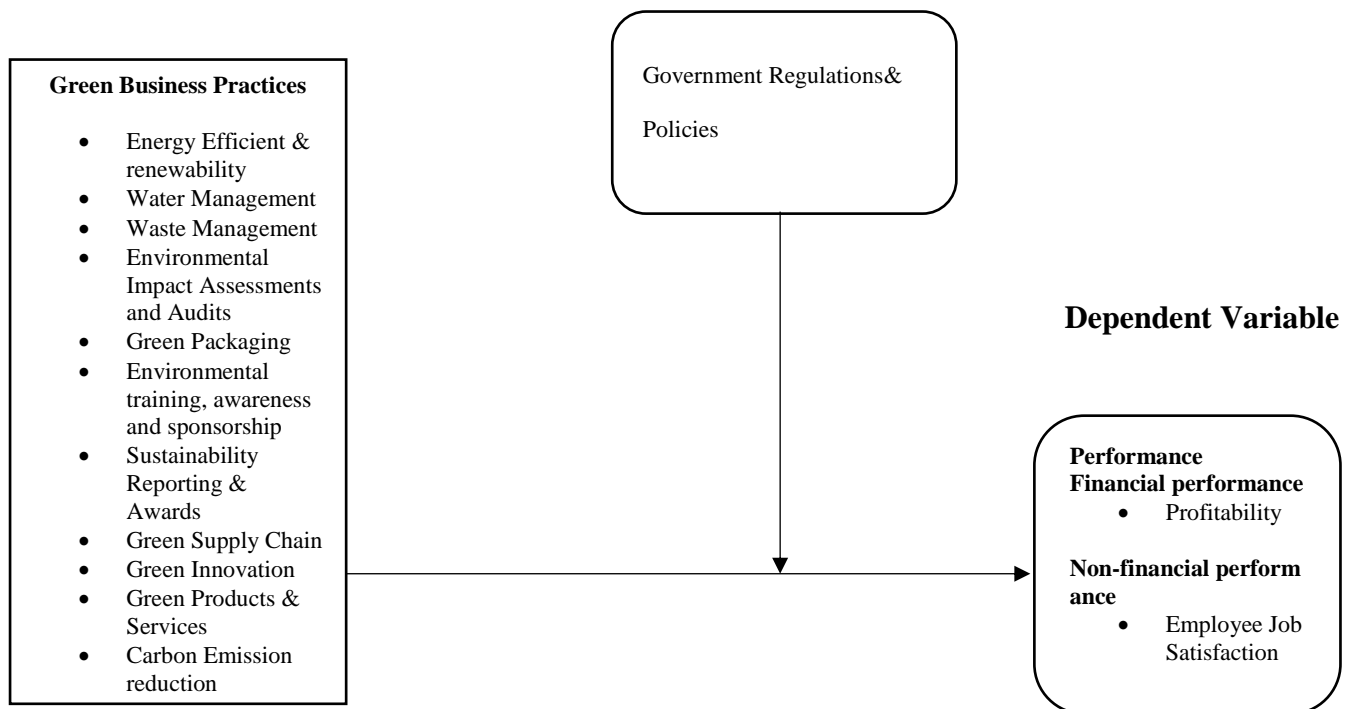 Government Regulations&
Policies
Green Business Practices
• Energy Efficient &
renewability
• Water Management
• Waste Management
• Environmental
Impact Assessments
and Audits
• Green Packaging
• Environmental
training, awareness
and sponsorship
• Sustainability
Reporting &
Awards
• Green Supply Chain
• Green Innovation
• Green Products &
Services
• Carbon Emission
reduction
Dependent Variable
Performance
Financial performance
• Profitability
Non-financial perform
ance
• Employee Job
Satisfaction